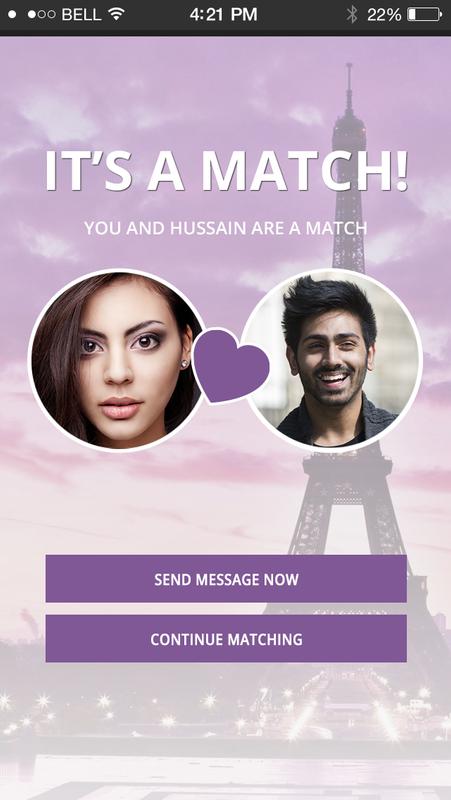 BELL 4:21 PM 22%
IT'S A MATCH!
YOU AND HUSSAIN ARE A MATCH
SEND MESSAGE NOW
CONTINUE MATCHING